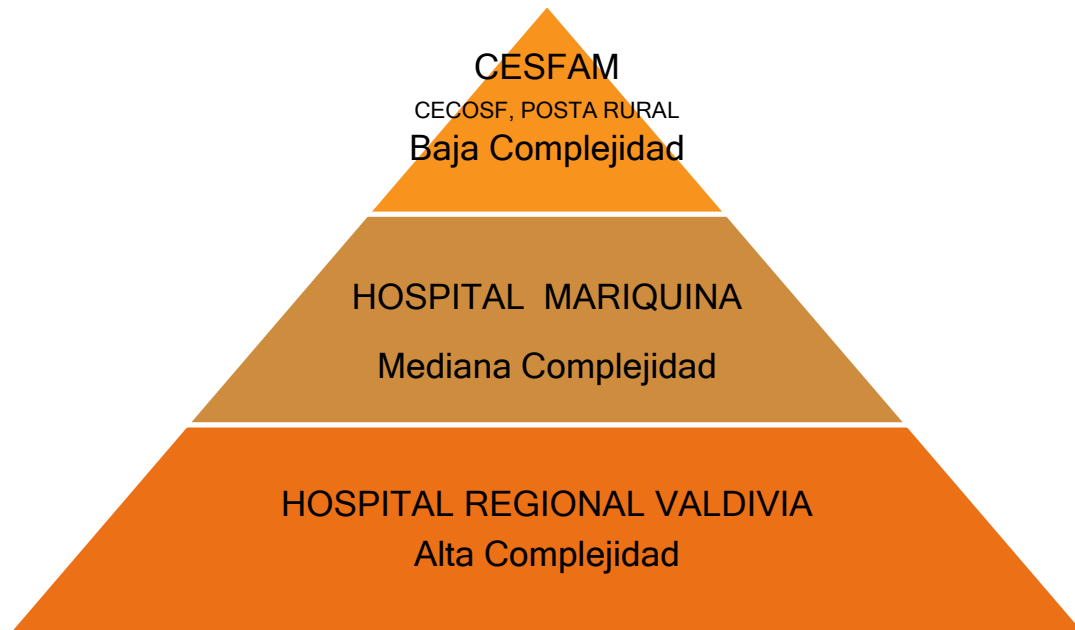 CESFAM
CECOSF, POSTA RURAL
Baja Complejidad
HOSPITAL MARIQUINA
Mediana Complejidad
HOSPITAL REGIONAL VALDIVIA
Alta Complejidad